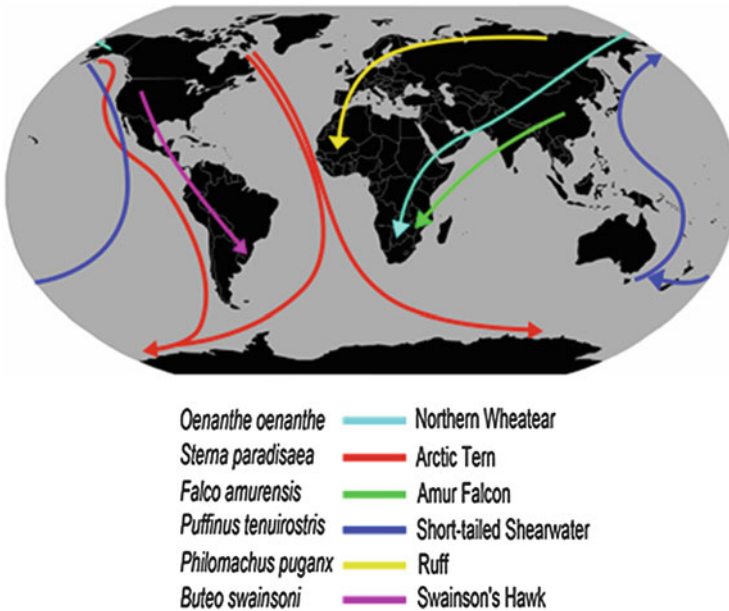 Oenanthe oenanthe Northern Wheatear
Sterna paradisaea Arctic Tern
Falco amurensis Amur Falcon
Puffinus tenuirostris Short-tailed Shearwater
Philomachus puganx Ruff
Buteo swainsoni Swainson's Hawk